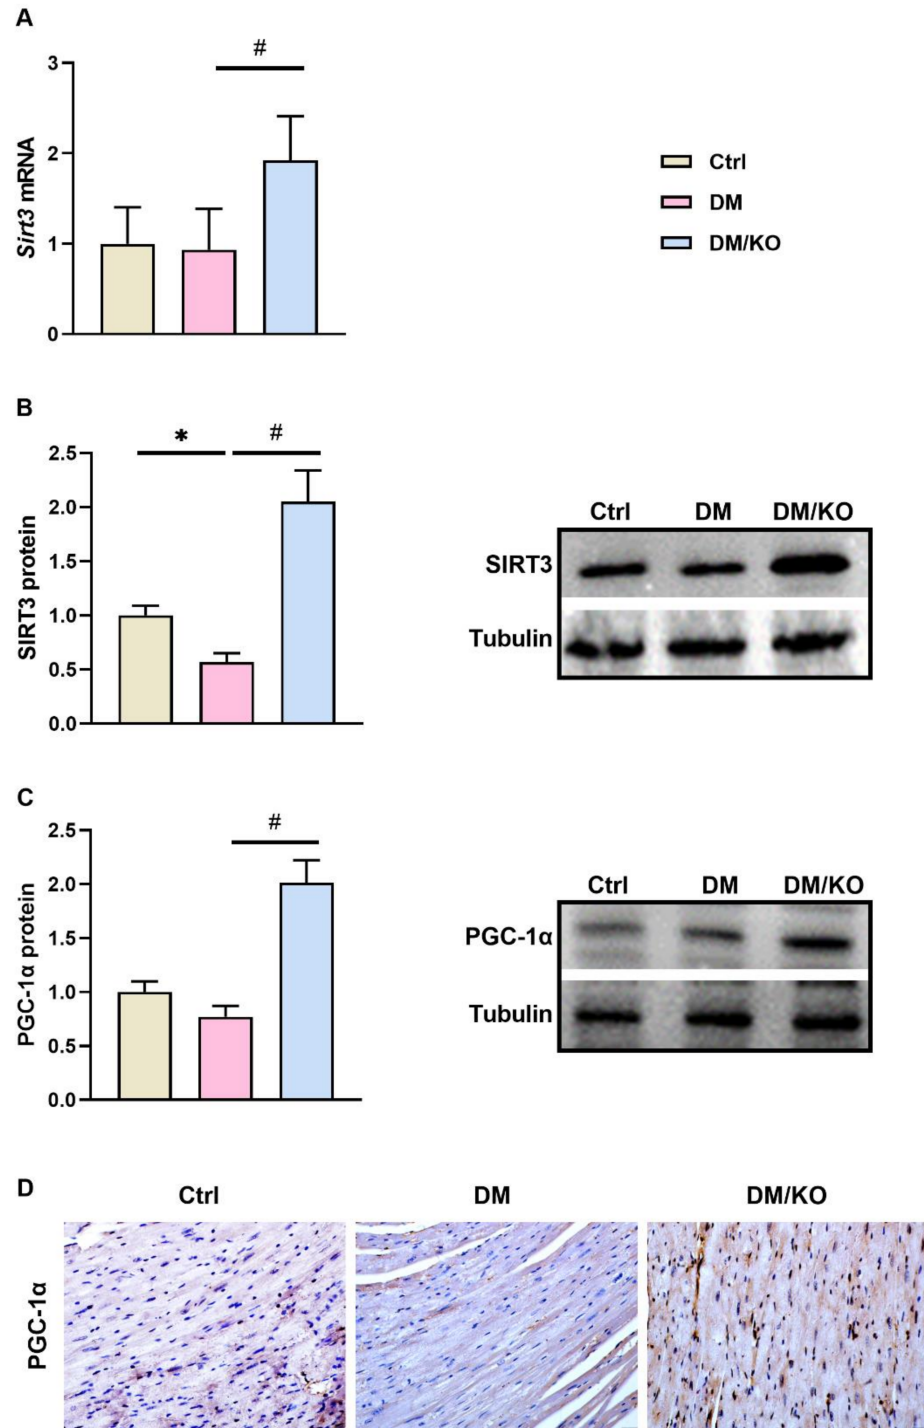 A
#
3
2
1
0
Sirt3 mRNA
Ctrl
DM
DM/KO
B
* #
2.5
2.0
1.5
1.0
0.5
0.0
SIRT3 protein
Ctrl DM DM/KO
SIRT3
Tubulin
C
#
2.5
2.0
1.5
1.0
0.5
0.0
PGC-1α protein
Ctrl DM DM/KO
PGC-1α
Tubulin
D
Ctrl DM DM/KO
PGC-1α